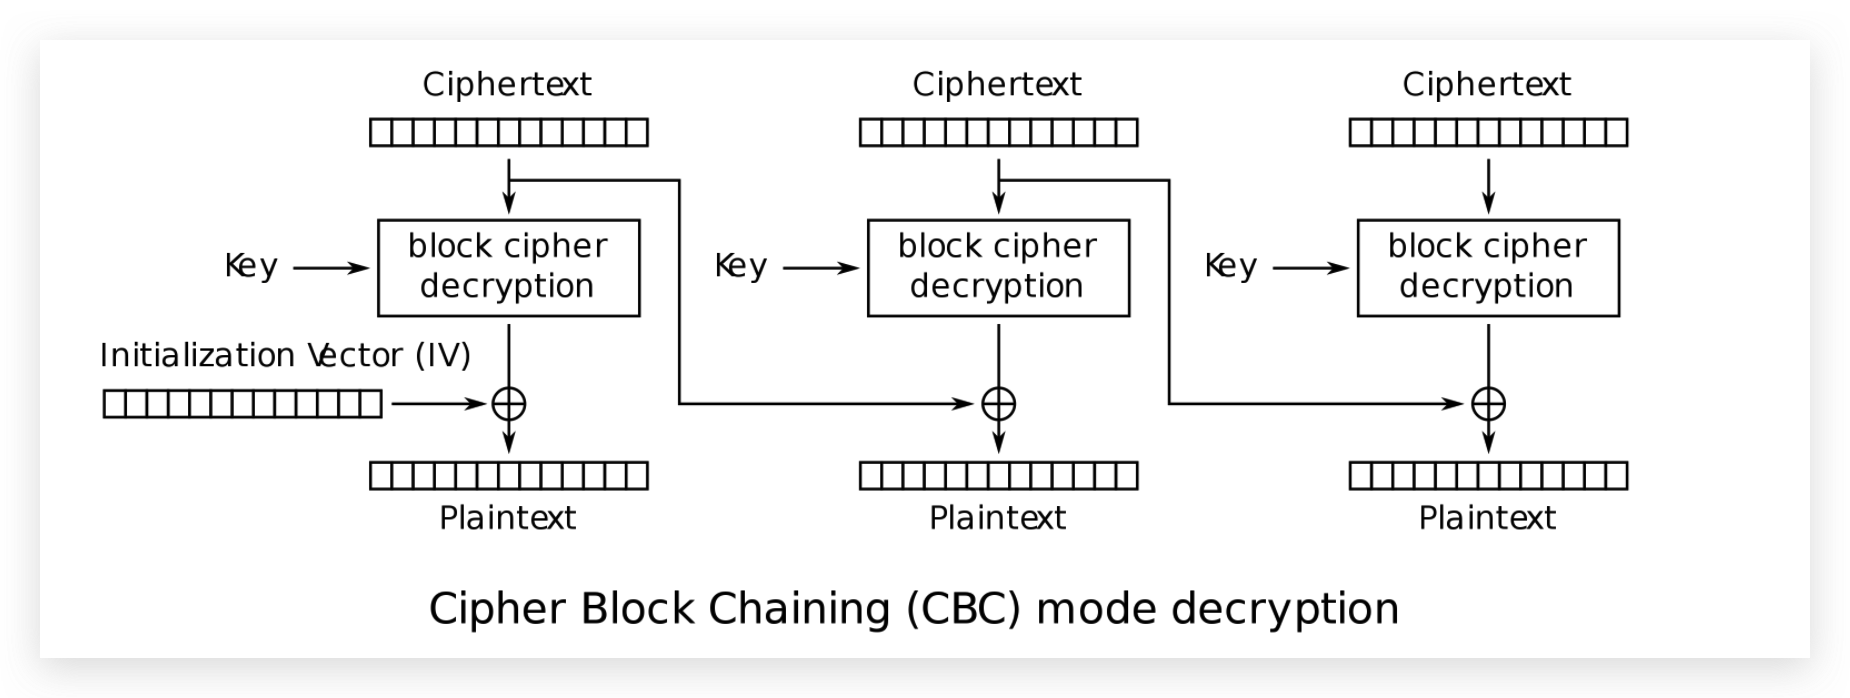 Ciphertext
Ciphertext
Ciphertext
Key
block cipher
decryption
Key
block cipher
decryption
Key
block cipher
decryption
Initialization Vector (IV)
Plaintext
Plaintext
Plaintext
Cipher Block Chaining (CBC) mode decryption